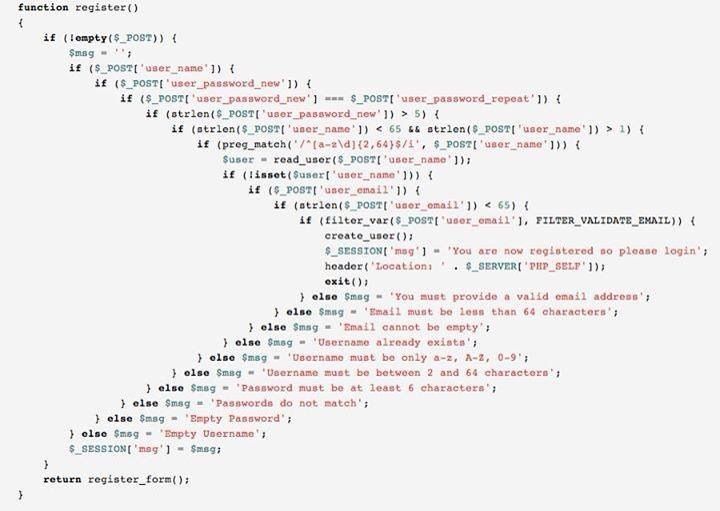 function register()
{
    if (!empty($_POST)) {
        $msg = '';
        if ($_POST['user_name']) {
            if ($_POST['user_password_new']) {
                if ($_POST['user_password_new'] === $_POST['user_password_repeat']) {
                    if (strlen($_POST['user_password_new']) > 5) {
                        if (strlen($_POST['user_name']) < 65 && strlen($_POST['user_name']) > 1) {
                            if (preg_match('/^[a-z\d]{2,64}$/i', $_POST['user_name'])) {
                                $user = read_user($_POST['user_name']);
                                if (!isset($user['user_name'])) {
                                    if ($_POST['user_email']) {
                                        if (strlen($_POST['user_email']) < 65) {
                                            if (filter_var($_POST['user_email'], FILTER_VALIDATE_EMAIL)) {
                                                create_user();
                                                $_SESSION['msg'] = 'You are now registered so please login';
                                                header('Location: ' . $_SERVER['PHP_SELF']);
                                                exit();
                                            } else $msg = 'You must provide a valid email address';
                                        } else $msg = 'Email must be less than 64 characters';
                                    } else $msg = 'Email cannot be empty';
                                } else $msg = 'Username already exists';
                            } else $msg = 'Username must be only a-z, A-Z, 0-9';
                        } else $msg = 'Username must be between 2 and 64 characters';
                    } else $msg = 'Password must be at least 6 characters';
                } else $msg = 'Passwords do not match';
            } else $msg = 'Empty Password';
        } else $msg = 'Empty Username';
        $_SESSION['msg'] = $msg;
    }
    return register_form();
}